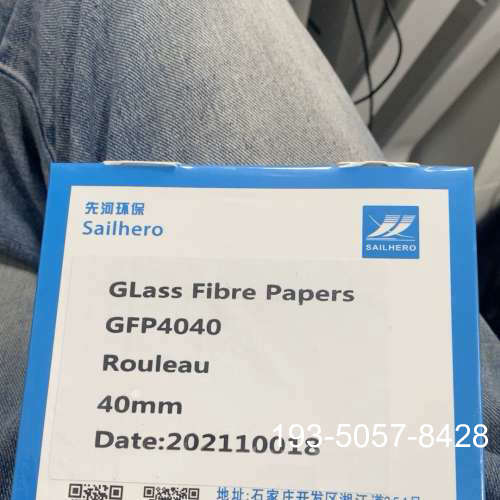 先河环保
Sailhero
SAILHERO
GLass Fibre Papers
GFP4040
Rouleau
40mm
Date:202110018
193-5057-8428
地址:石家庄开发区湘江道